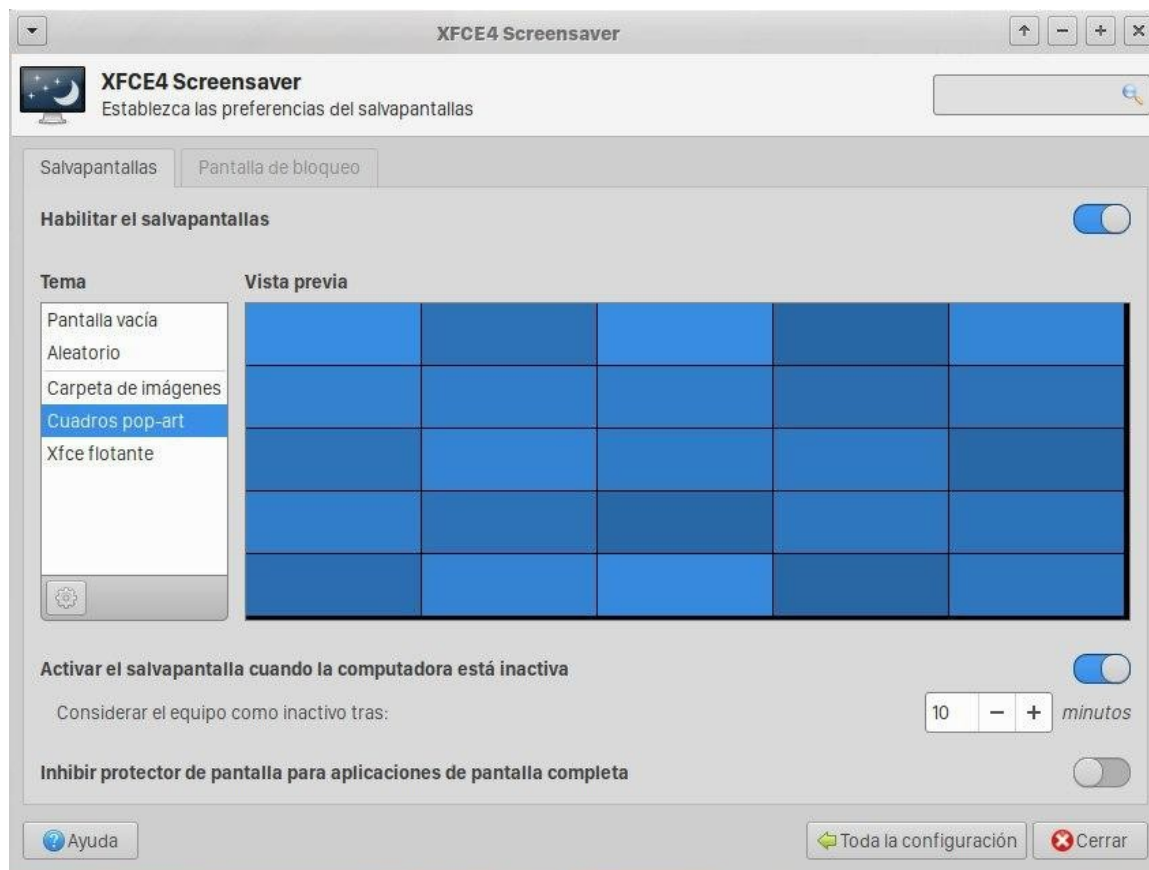 XFCE4 Screensaver
XFCE4 Screensaver
Establezca las preferencias del salvapantallas
Salvapantallas
Pantalla de bloqueo
Habilitar el salvapantallas
Tema
Vista previa
Pantalla vacía
Aleatorio
Carpeta de imágenes
Cuadros pop-art
Xfce flotante
Activar el salvapantalla cuando la computadora está inactiva
Considerar el equipo como inactivo tras:
10
minutos
Inhibir protector de pantalla para aplicaciones de pantalla completa
Ayuda
Toda la configuración
Cerrar